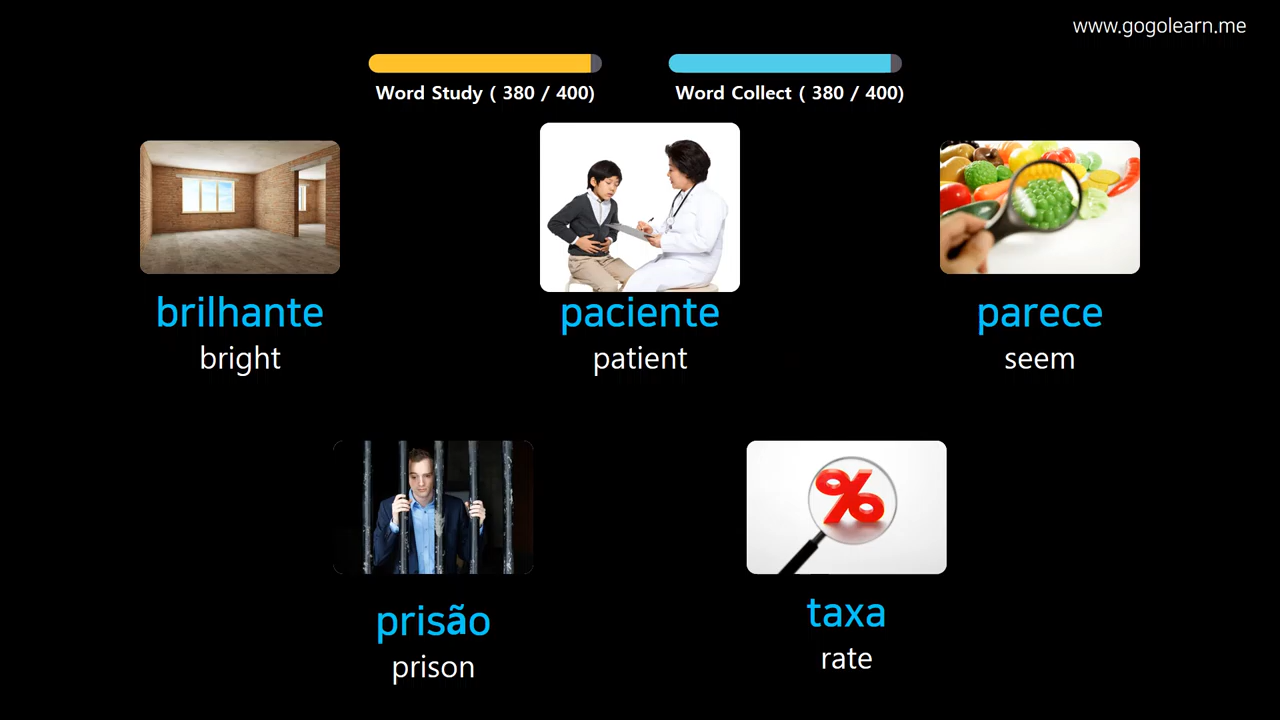 www.gogolearn.me
Word Study ( 380 / 400)
Word Collect ( 380 / 400)
brilhante
bright
paciente
patient
parece
seem
%
prisão
prison
taxa
rate